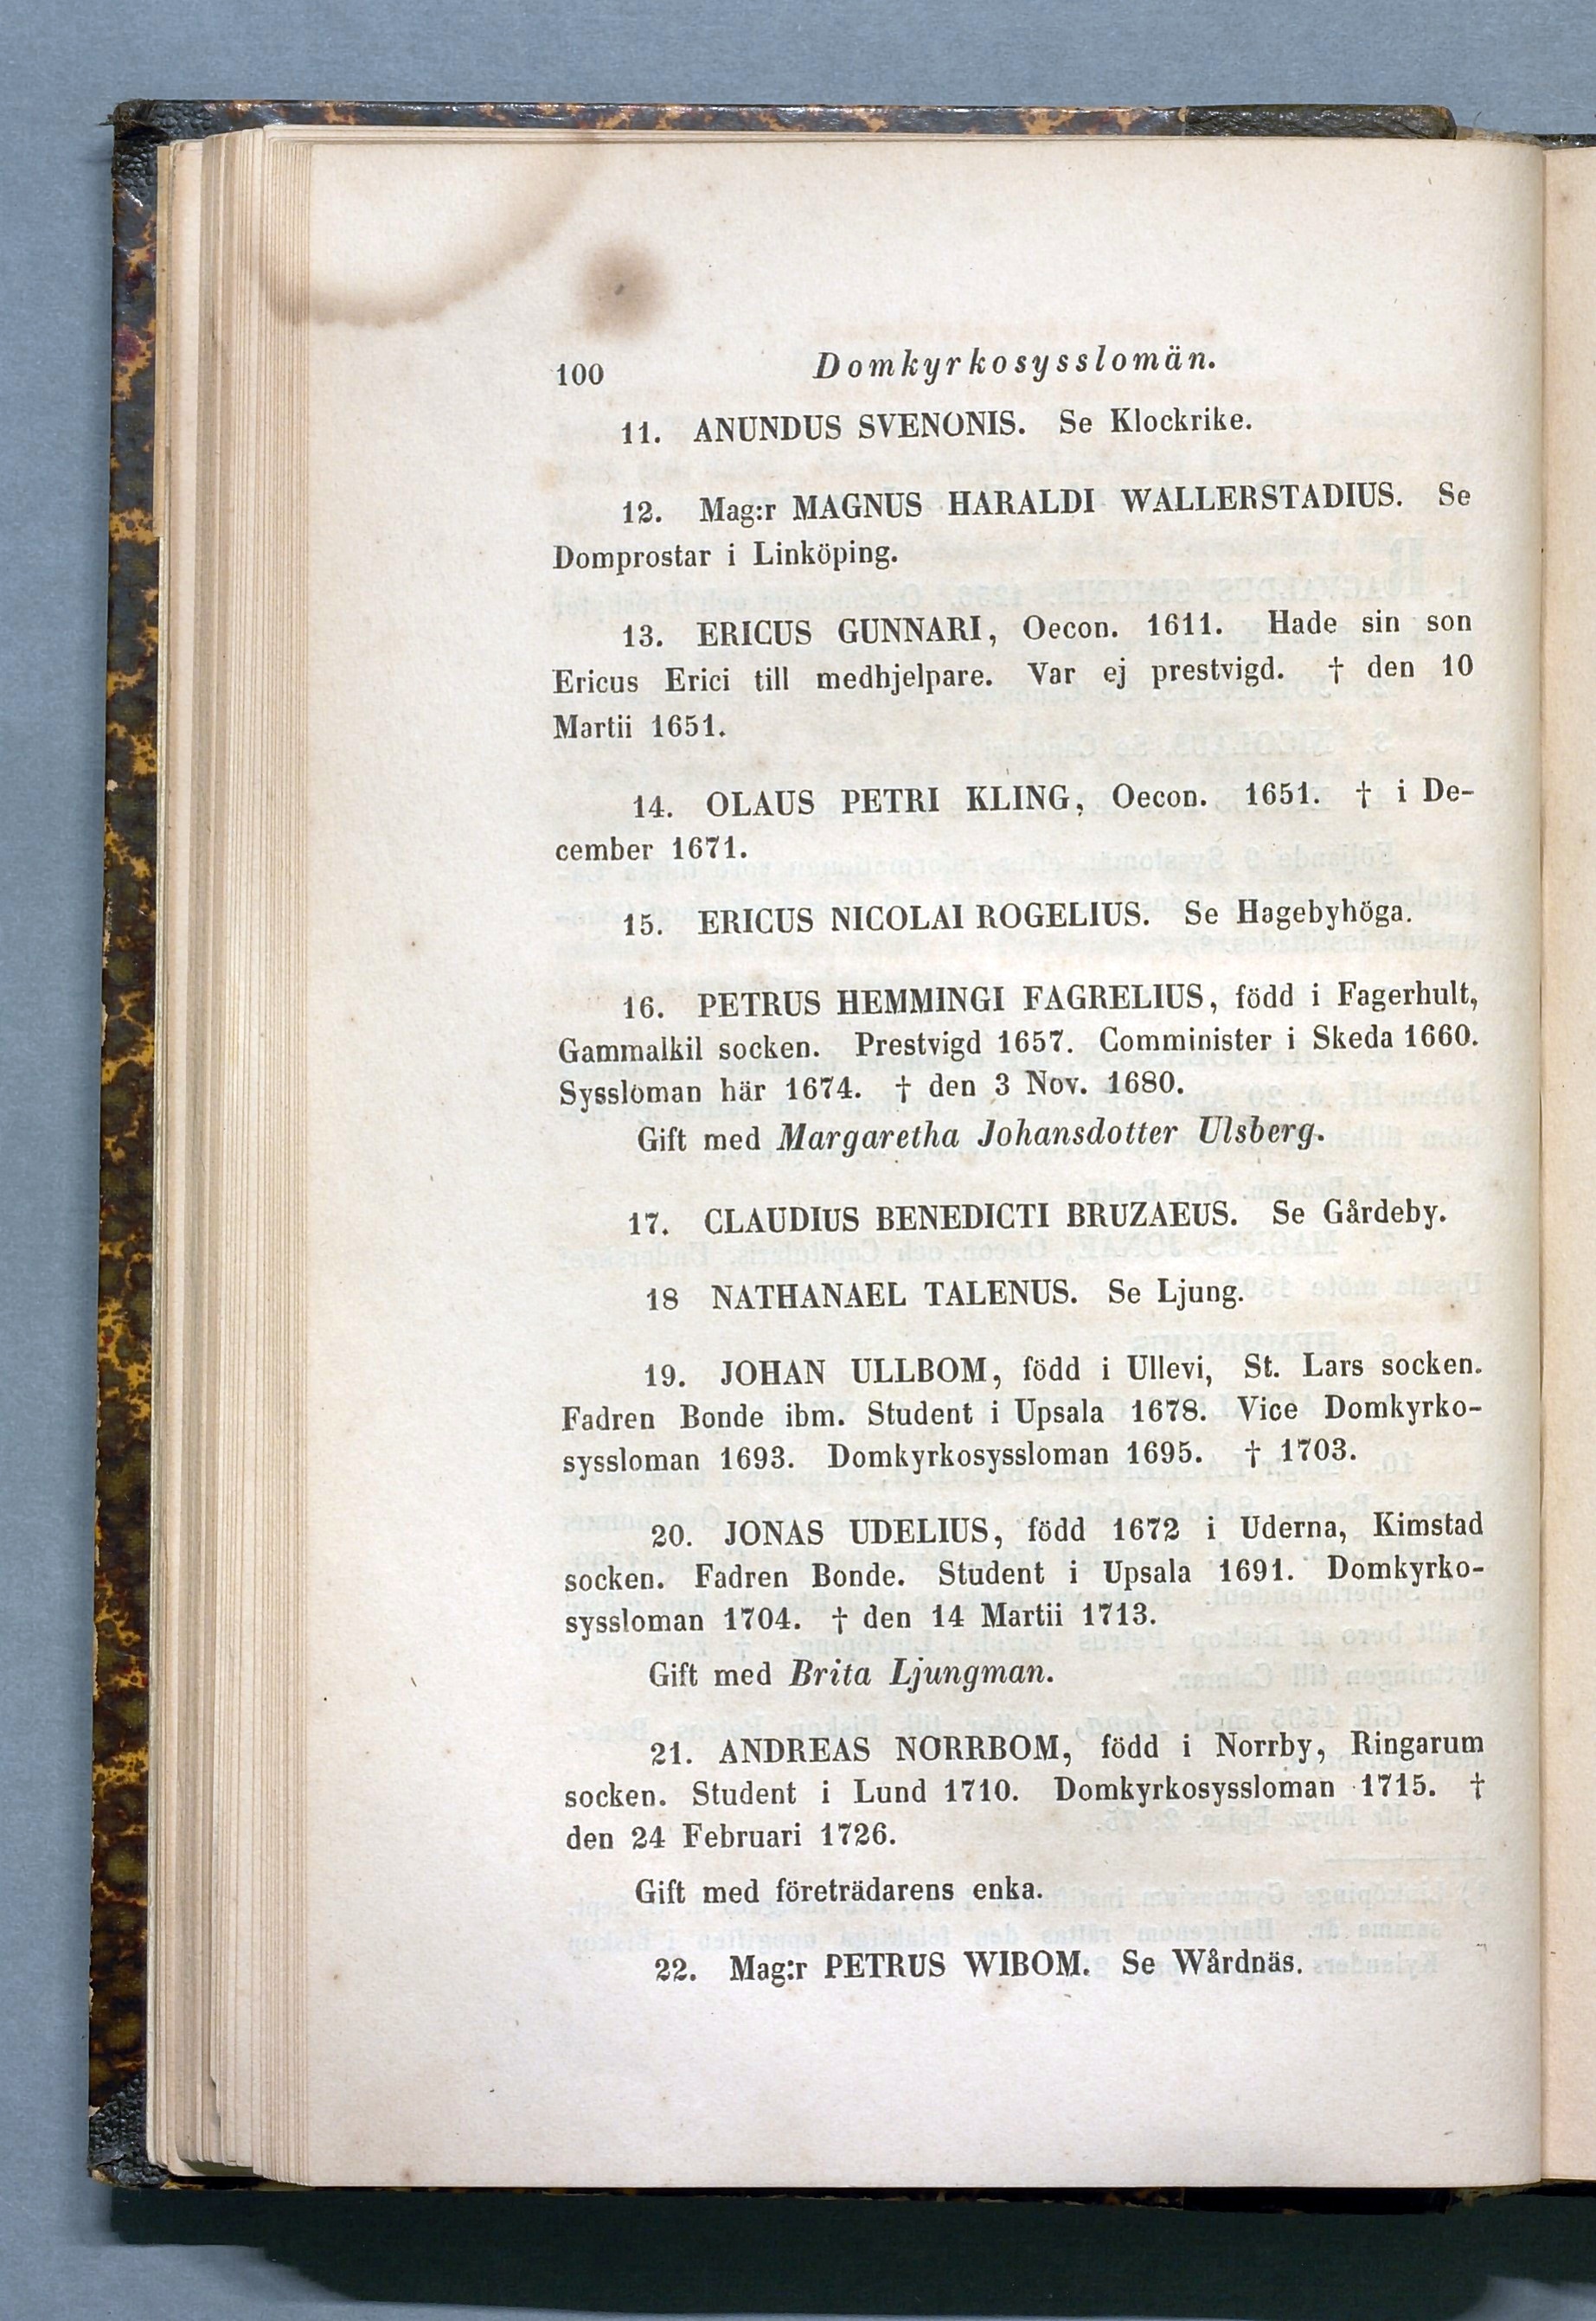 100 Domkyrkosysslomän.
11. ANUNDUS SVENONIS. Se Klockrike.
12. Mag:r MAGNUS HARALDI WALLERSTADIUS. Se
Domprostar i Linköping.
13. ERICUS GUNNARI, Oecon. 1611. Hade sin son
Ericus Erici till medhjelpare. Var ej prestvigd. † den 10
Martii 1651.
14. OLAUS PETRI KLING, Oecon. 1651. † i De-
cember 1671.
15. ERICUS NICOLAI ROGELIUS. Se Hagebyhöga.
16. PETRUS HEMMINGI FAGRELIUS, född i Fagerhult,
Gammalkil socken. Prestvigd 1657. Comminister i Skeda 1660.
Syssloman här 1674. † den 3 Nov. 1680.
Gift med Margaretha Johansdotter Ulsberg.
17. CLAUDIUS BENEDICTI BRUZAEUS. Se Gårdeby.
18 NATHANAEL TALENUS. Se Ljung.
19. JOHAN ULLBOM, född i Ullevi, St. Lars socken.
Fadren Bonde ibm. Student i Upsala 1678. Vice Domkyrko-
syssloman 1693. Domkyrkosyssloman 1695. † 1703.
20. JONAS UDELIUS, född 1672 i Uderna, Kimstad
socken. Fadren Bonde. Student i Upsala 1691. Domkyrko-
syssloman 1704. † den 14 Martii 1713.
Gift med Brita Ljungman.
21. ANDREAS NORRBOM, född i Norrby, Ringarum
socken. Student i Lund 1710. Domkyrkosyssloman 1715. †
den 24 Februari 1726.
Gift med företrädarens enka.
22. Mag:r PETRUS WIBOM. Se Wårdnäs.